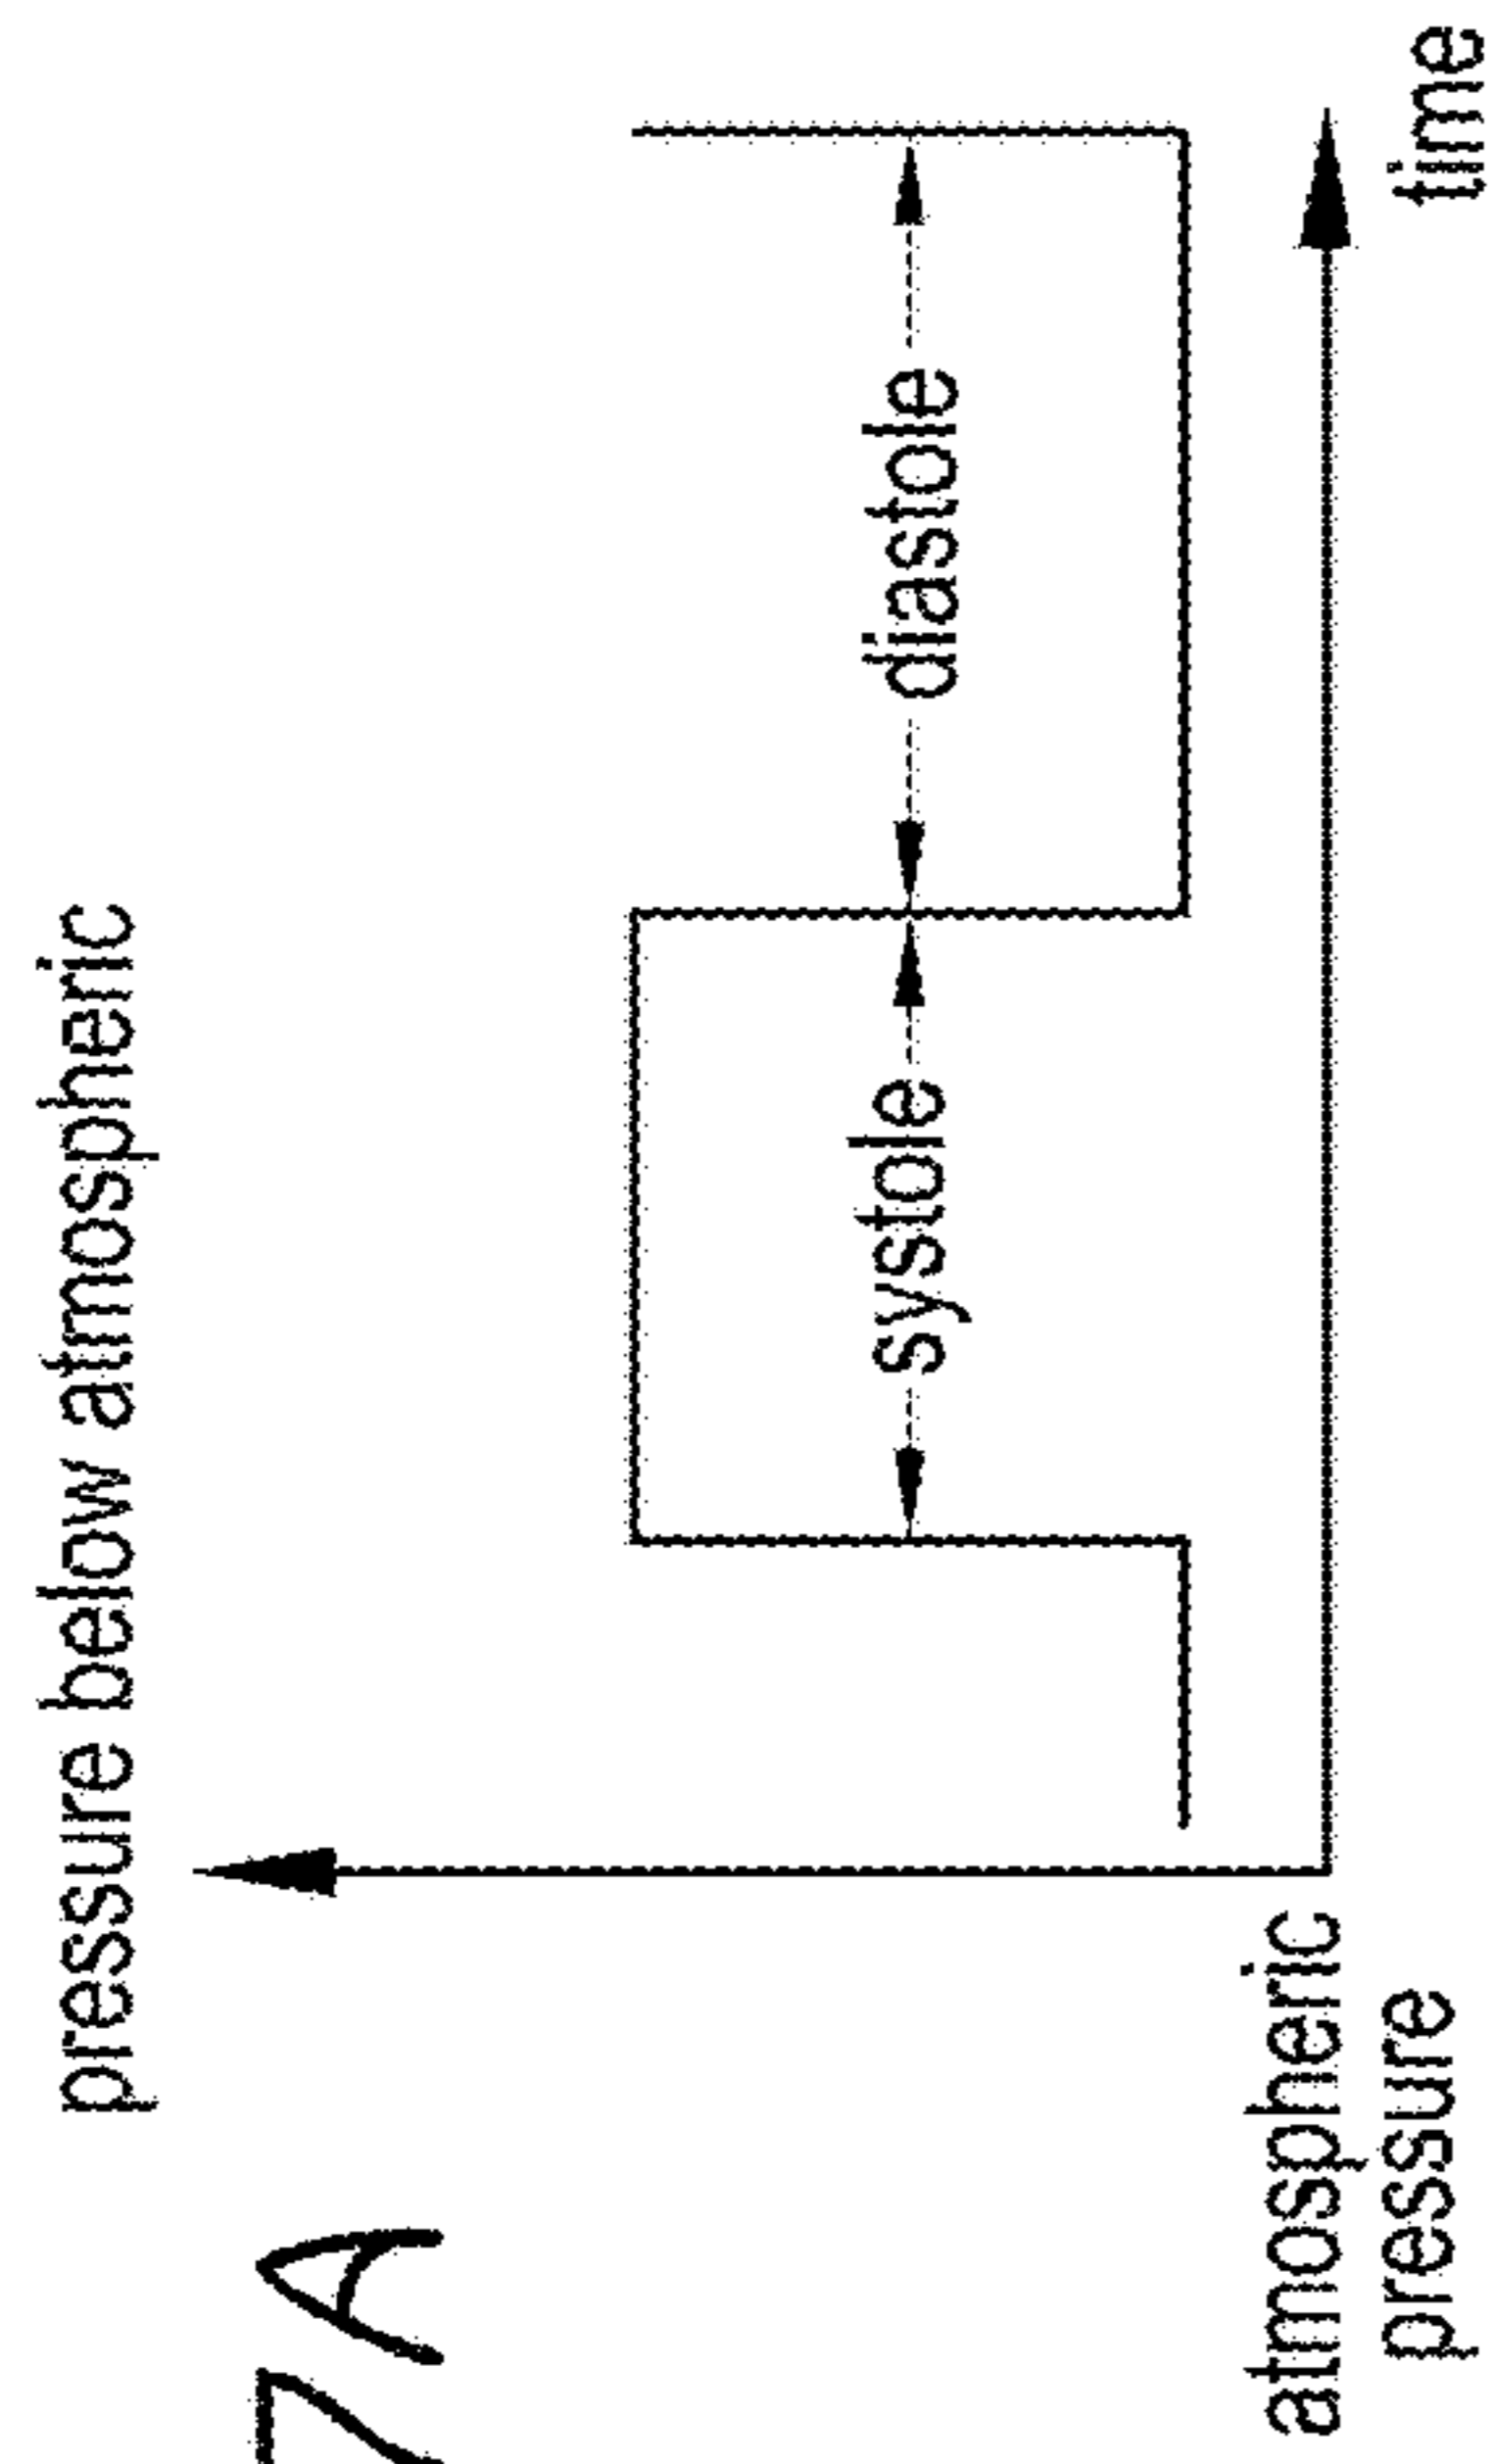 7A
pressure below atmospheric
systole
diastole
atmospheric
pressure
time